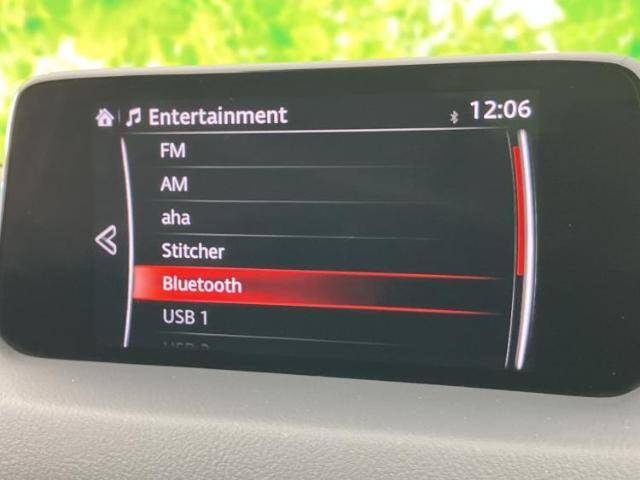 Entertainment 12:06
FM
AM
aha
Stitcher
Bluetooth
USB 1